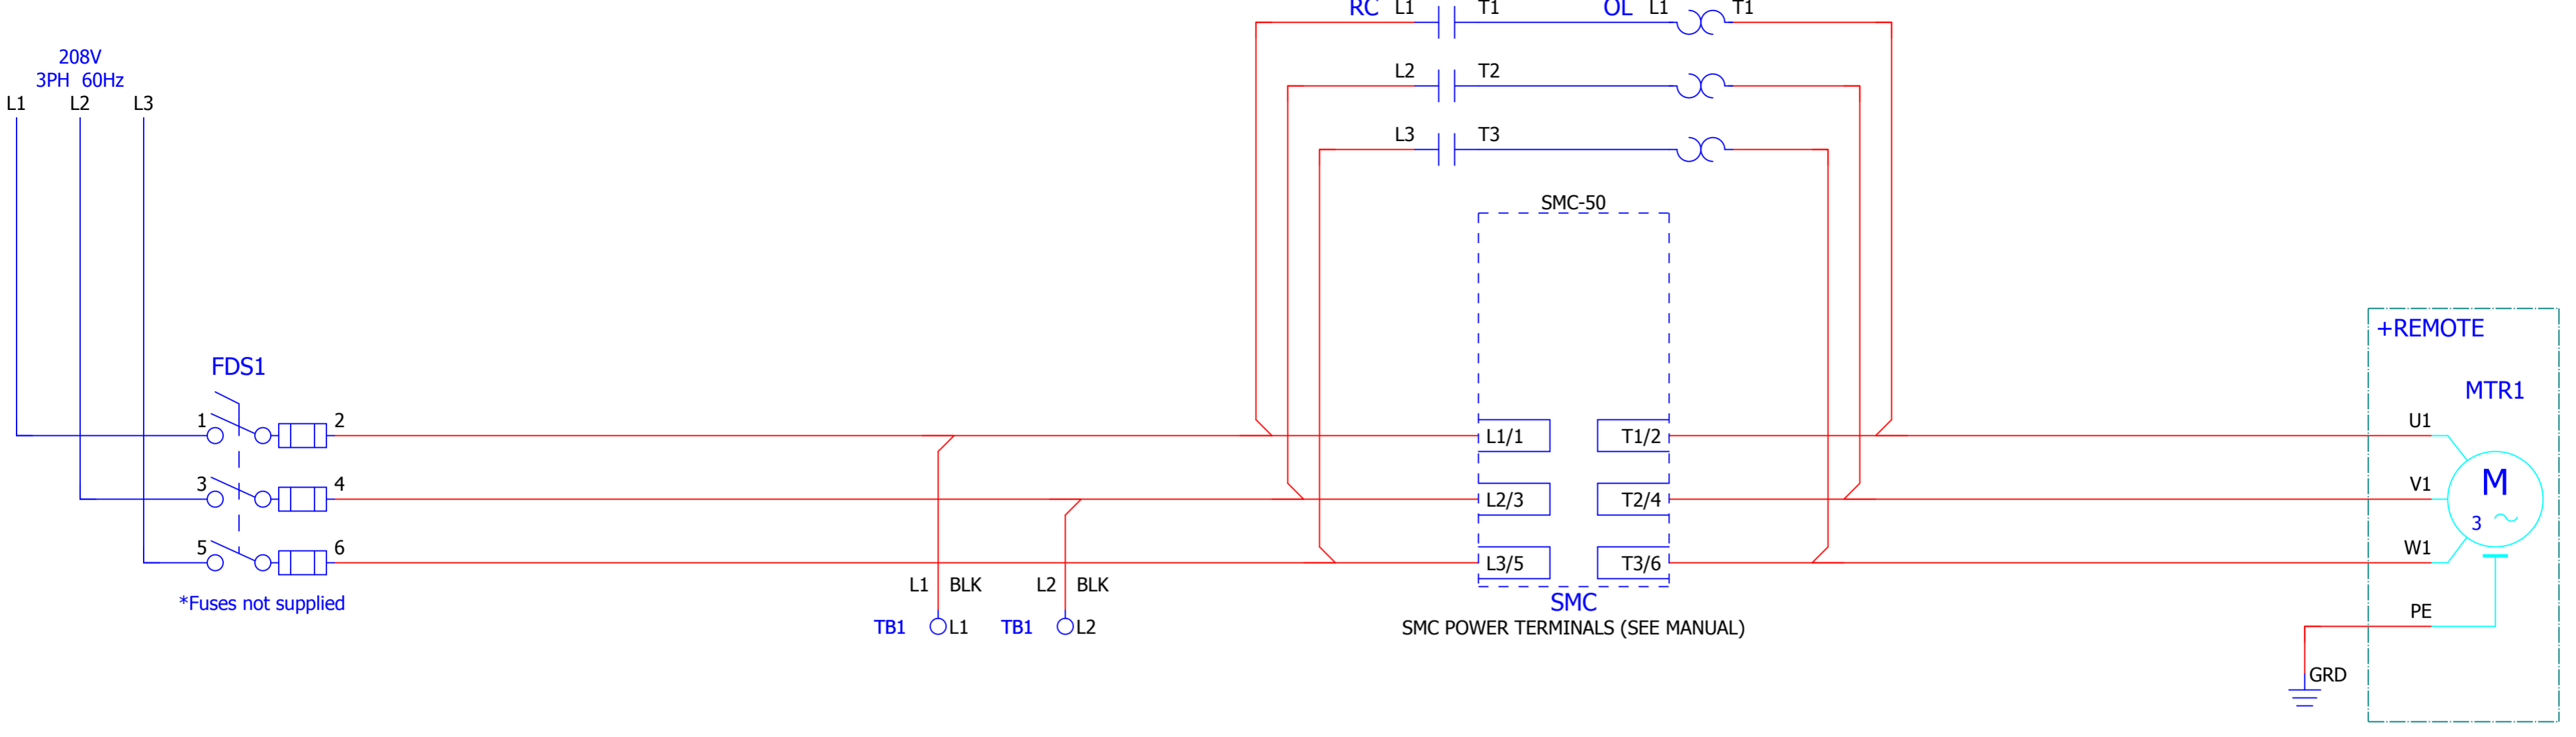 RC L1 T1 OL L1 T1
208V
3PH 60Hz
L1 L2 L3
L2 T2
L3 T3
SMC-50
+REMOTE
FDS1
MTR1
1 2 L1/1 T1/2 U1
3 4 L2/3 T2/4 V1
M
3
5 6 L3/5 T3/6 W1
L1 BLK L2 BLK
*Fuses not supplied
SMC
PE
TB1 L1 TB1 L2
SMC POWER TERMINALS (SEE MANUAL)
GRD